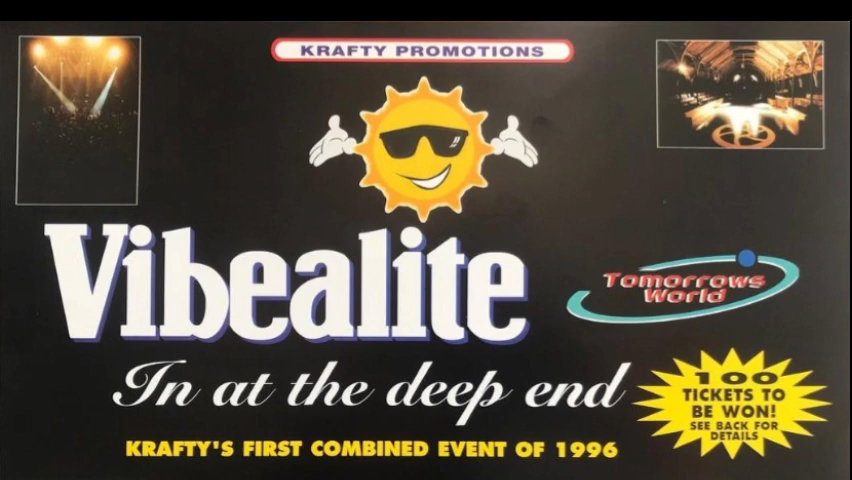 KRAFTY PROMOTIONS
Vibealite
Tomorrows
World
In at the deep end
100
TICKETS TO
BE WON!
SEE BACK FOR
DETAILS
KRAFTY'S FIRST COMBINED EVENT OF 1996